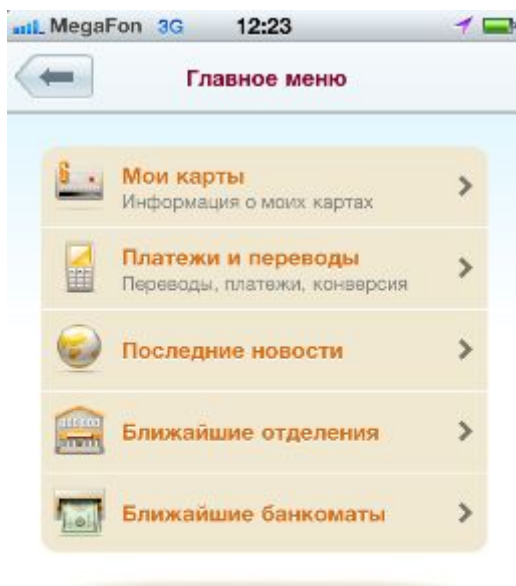 MegaFon 3G 12:23
Главное меню
Мои карты
Информация о моих картах
Платежи и переводы
Переводы, платежи, конверсия
Последние новости
Ближайшие отделения
Ближайшие банкоматы